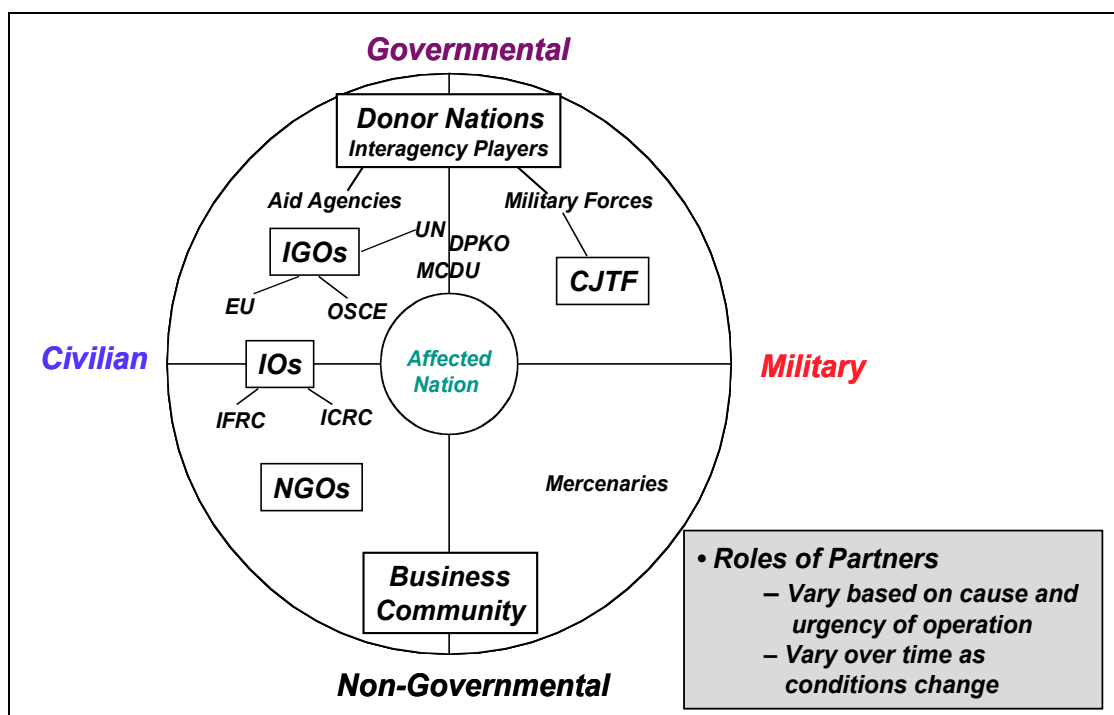 Governmental
Donor Nations
Interagency Players
Aid Agencies
Military Forces
UN
DPKO
IGOs
MCDU
CJTF
EU
OSCE
Civilian
IOs
Affected
Nation
Military
IFRC
ICRC
NGOs
Mercenaries
Business
Community
Non-Governmental
• Roles of Partners
– Vary based on cause and
urgency of operation
– Vary over time as
conditions change